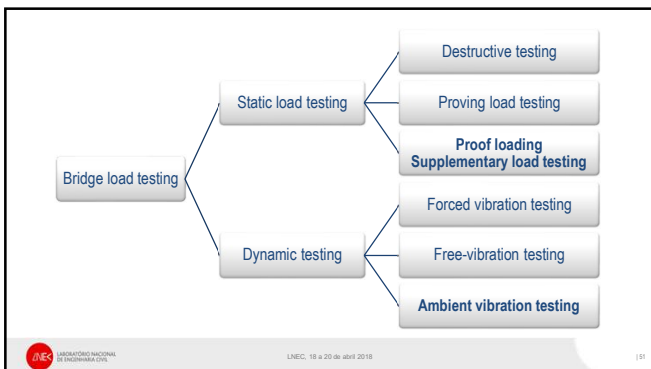 Destructive testing
Static load testing
Proving load testing
Proof loading
Supplementary load testing
Bridge load testing
Forced vibration testing
Dynamic testing
Free-vibration testing
Ambient vibration testing
LNEC
LABORATÓRIO NACIONAL
DE ENGENHARIA CIVIL
LNEC, 18 a 20 de abril 2018
| 51